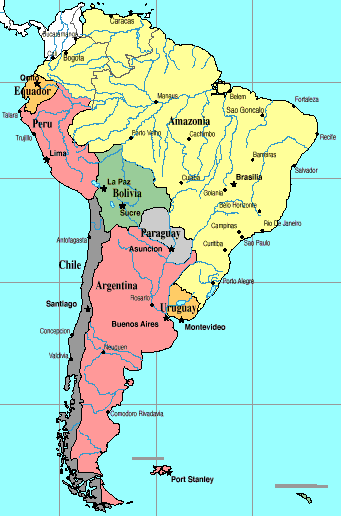 Caracas
Bucaramanga
Cali
Bogota
Quito
Equador
Talara
Peru
Trujillo
Lima
Manaus
Belem
Fortaleza
Sao Goncalo
Amazonia
Porto Velho
Cachimbo
Recife
Barreiras
Salvador
La Paz
Cuiaba
Brasilia
Bolivia
Goiania
Sucre
Belo Horizonte
Campinas
Rio De Janeiro
Paraguay
Antofagasta
Asuncion
Curitiba
Sao Paulo
Chile
Argentina
Porto Alegre
Santiago
Rosario
Uruguay
Buenos Aires
Montevideo
Concepcion
Neuquen
Valdivia
Comodoro Rivadavia
Port Stanley